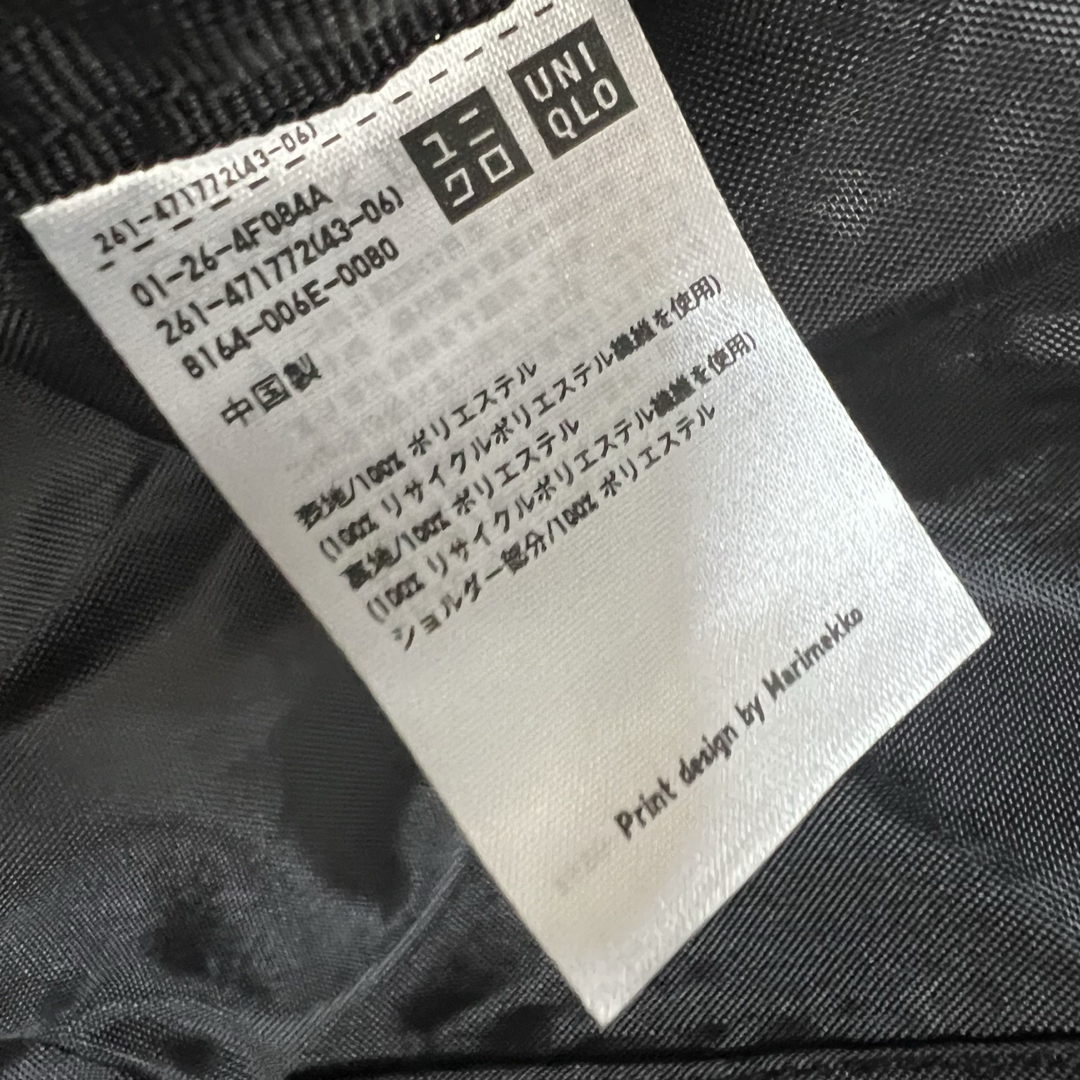 ユニ
クロ
UNI
QLO
261-471772(43-06)
01-26-4F084A
261-471772(43-06)
8164-006E-0080
中国製
表地/100% ポリエステル
(100% リサイクルポリエステル繊維を使用)
裏地/100% ポリエステル
(100% リサイクルポリエステル繊維を使用)
ショルダー部分/100% ポリエステル
Print design by Marimekko